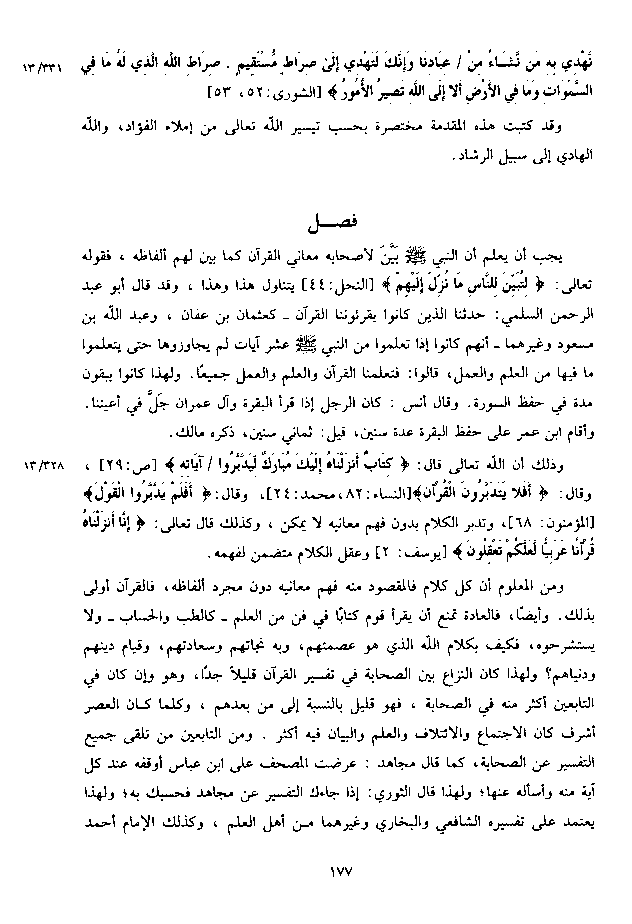 نَّهْدِي بِهِ مَن نَّشَاءُ مِنْ / عِبَادِنَا وَإِنَّكَ لَتَهْدِي إِلَىٰ صِرَاطٍ مُّسْتَقِيمٍ . صِرَاطِ اللَّهِ الَّذِي لَهُ مَا فِي ١٣/٣٣١
السَّمَوَاتِ وَمَا فِي الأَرْضِ أَلا إِلَى اللَّهِ تَصِيرُ الأُمُورُ ﴾ [الشورى:٥٢، ٥٣]
وقد كتبت هذه المقدمة مختصرة بحسب تيسير الله تعالى من إملاء الفؤاد، والله
الهادي إلى سبيل الرشاد.
فصـــل
يجب أن يعلم أن النبي ﷺ بَيَّنَ لأصحابه معاني القرآن كما بين لهم ألفاظه ، فقوله
تعالى: ﴿ لِتُبَيِّنَ لِلنَّاسِ مَا نُزِّلَ إِلَيْهِمْ ﴾ [النحل:٤٤] يتناول هذا وهذا ، وقد قال أبو عبد
الرحمن السلمي: حدثنا الذين كانوا يقرئوننا القرآن ـ كعثمان بن عفان ، وعبد الله بن
مسعود وغيرهما ـ أنهم كانوا إذا تعلموا من النبي ﷺ عشر آيات لم يجاوزوها حتى يتعلموا
ما فيها من العلم والعمل، قالوا: فتعلمنا القرآن والعلم والعمل جميعًا. ولهذا كانوا يبقون
مدة في حفظ السورة. وقال أنس : كان الرجل إذا قرأ البقرة وآل عمران جَلَّ في أعيننا.
وأقام ابن عمر على حفظ البقرة عدة سنين، قيل: ثماني سنين، ذكره مالك.
وذلك أن الله تعالى قال: ﴿ كِتَابٌ أَنزَلْنَاهُ إِلَيْكَ مُبَارَكٌ لِّيَدَّبَّرُوا / آيَاتِهِ ﴾ [ص:٢٩] ، ١٣/٣٢٨
وقال: ﴿ أَفَلا يَتَدَبَّرُونَ الْقُرْآنَ﴾[النساء:٨٢،محمد:٢٤]، وقال:﴿ أَفَلَمْ يَدَّبَّرُوا الْقَوْلَ﴾
[المؤمنون: ٦٨]، وتدبر الكلام بدون فهم معانيه لا يمكن ، وكذلك قال تعالى: ﴿ إِنَّا أَنزَلْنَاهُ
قُرْآنًا عَرَبِيًّا لَّعَلَّكُمْ تَعْقِلُونَ ﴾ [يوسف: ٢] وعقل الكلام متضمن لفهمه.
ومن المعلوم أن كل كلام فالمقصود منه فهم معانيه دون مجرد ألفاظه، فالقرآن أولى
بذلك. وأيضًا، فالعادة تمنع أن يقرأ قوم كتابًا في فن من العلم ـ كالطب والحساب ـ ولا
يستشرحوه، فكيف بكلام الله الذي هو عصمتهم، وبه نجاتهم وسعادتهم، وقيام دينهم
ودنياهم؟ ولهذا كان النزاع بين الصحابة في تفسير القرآن قليلاً جدًا، وهو وإن كان في
التابعين أكثر منه في الصحابة ، فهو قليل بالنسبة إلى من بعدهم ، وكلما كـان العصر
أشرف كان الاجتماع والائتلاف والعلم والبيان فيه أكثر . ومن التابعين من تلقى جميع
التفسير عن الصحابة، كما قال مجاهد : عرضت المصحف على ابن عباس أوقفه عند كل
آية منه وأسأله عنها؛ ولهذا قال الثوري: إذا جاءك التفسير عن مجاهد فحسبك به؛ ولهذا
يعتمد على تفسيره الشافعي والبخاري وغيرهما مـن أهل العلم ، وكذلك الإمام أحمد
١٧٧